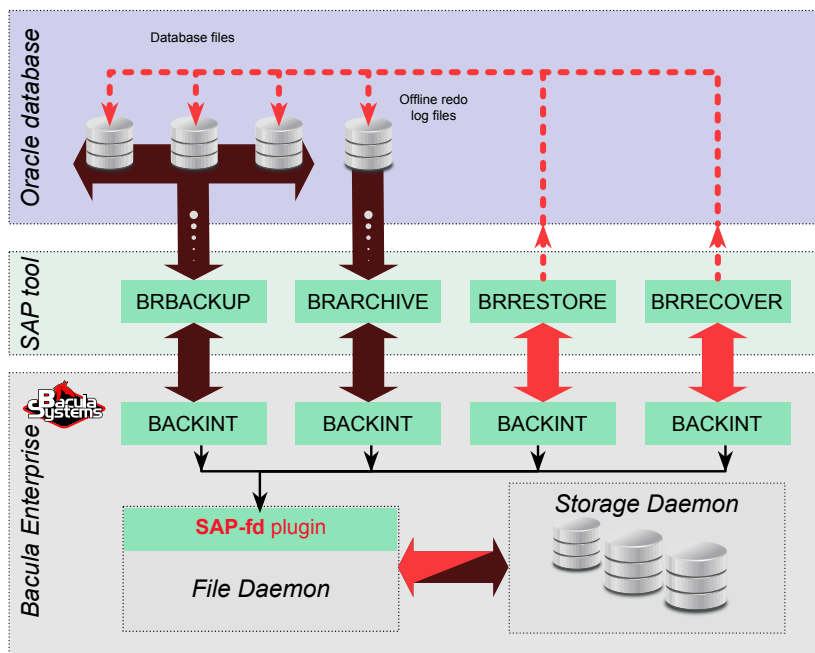 Oracle database
Database files
Offline redo
log files
SAP tool
BRBACKUP
BRARCHIVE
BRRESTORE
BRRECOVER
Bacula Enterprise
Bacula
Systems
BACKINT
BACKINT
BACKINT
BACKINT
SAP-fd plugin
File Daemon
Storage Daemon